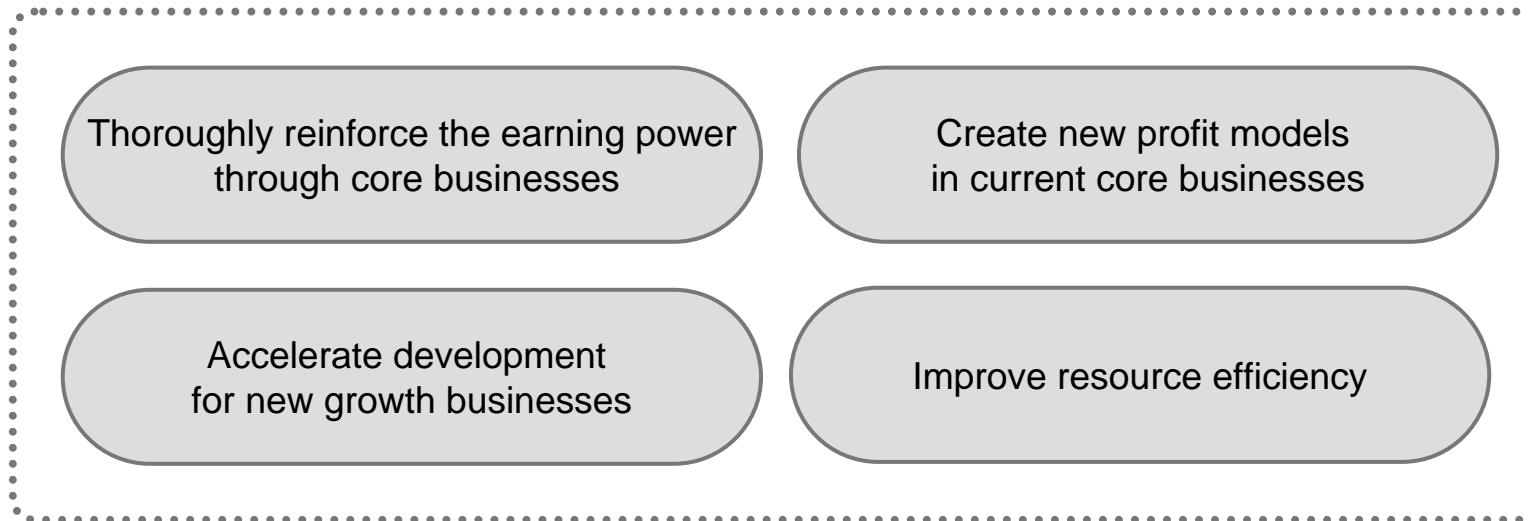 Thoroughly reinforce the earning power
through core businesses
Create new profit models
in current core businesses
Accelerate development
for new growth businesses
Improve resource efficiency